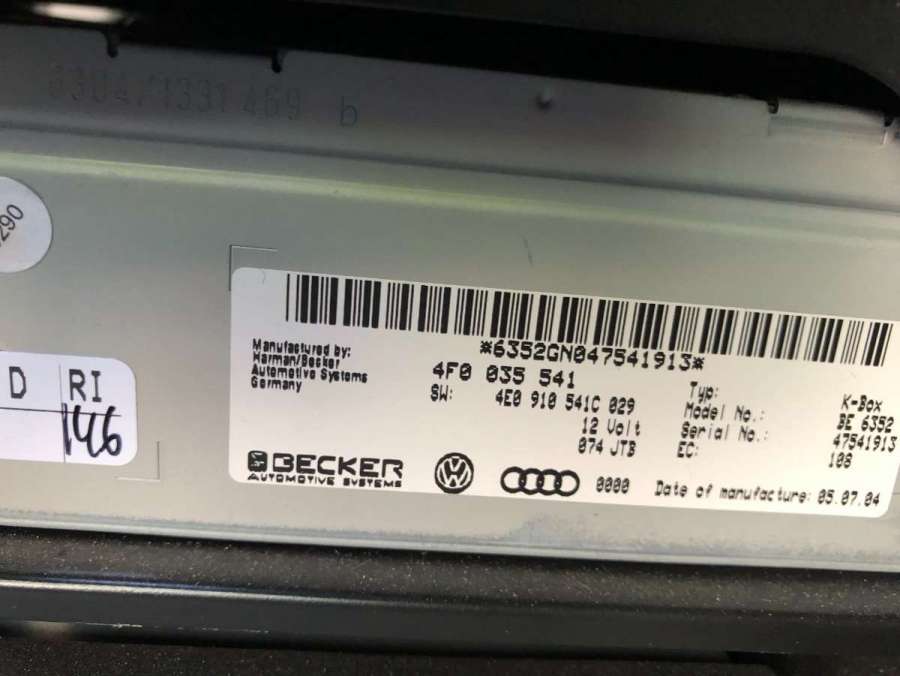 6304/1331469 b
290
D RI
146
*6352GN047541913*
Manufactured by:
Harman/Becker
Automotive Systems
Germany
4F0 035 541
SW: 4E0 910 541C 029
12 Volt
074 JTB
Typ: K-Box
Model No.: BE 6352
Serial No.: 47541913
EC: 108
BECKER
AUTOMOTIVE SYSTEMS
0000
Date of manufacture: 05.07.04